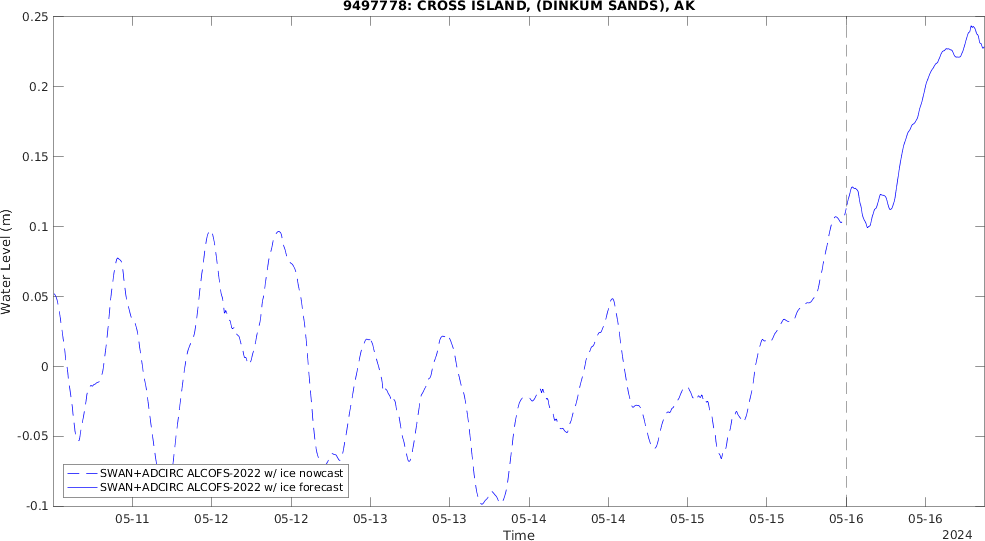 9497778: CROSS ISLAND, (DINKUM SANDS), AK
0.25
0.2
0.15
0.1
0.05
0
-0.05
-0.1
Water Level (m)
SWAN+ADCIRC ALCOFS-2022 w/ ice nowcast
SWAN+ADCIRC ALCOFS-2022 w/ ice forecast
05-11 05-12 05-12 05-13 05-13 05-14 05-14 05-15 05-15 05-16 05-16
Time
2024